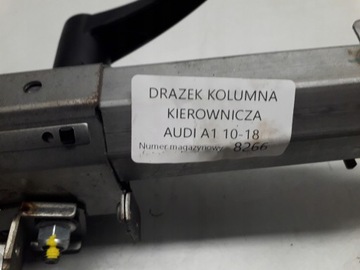 DRAZEK KOLUMNA
KIEROWNICZA
AUDI A1 10-18
Numer magazynowy: 8266